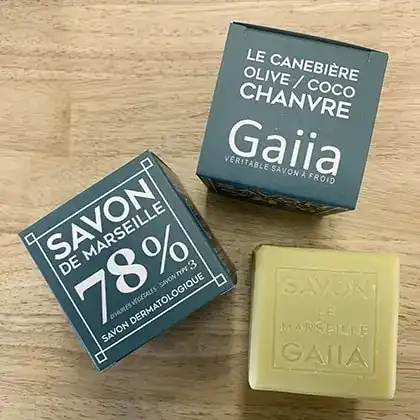 LE CANEBIÈRE
OLIVE / COCO
CHANVRE
Gaiia
VÉRITABLE SAVON À FROID
SAVON
DE MARSEILLE
78%
D'HUILES VÉGÉTALES - SAVON TYPE 3
SAVON DERMATOLOGIQUE
SAVON
DE
MARSEILLE
GAIIA